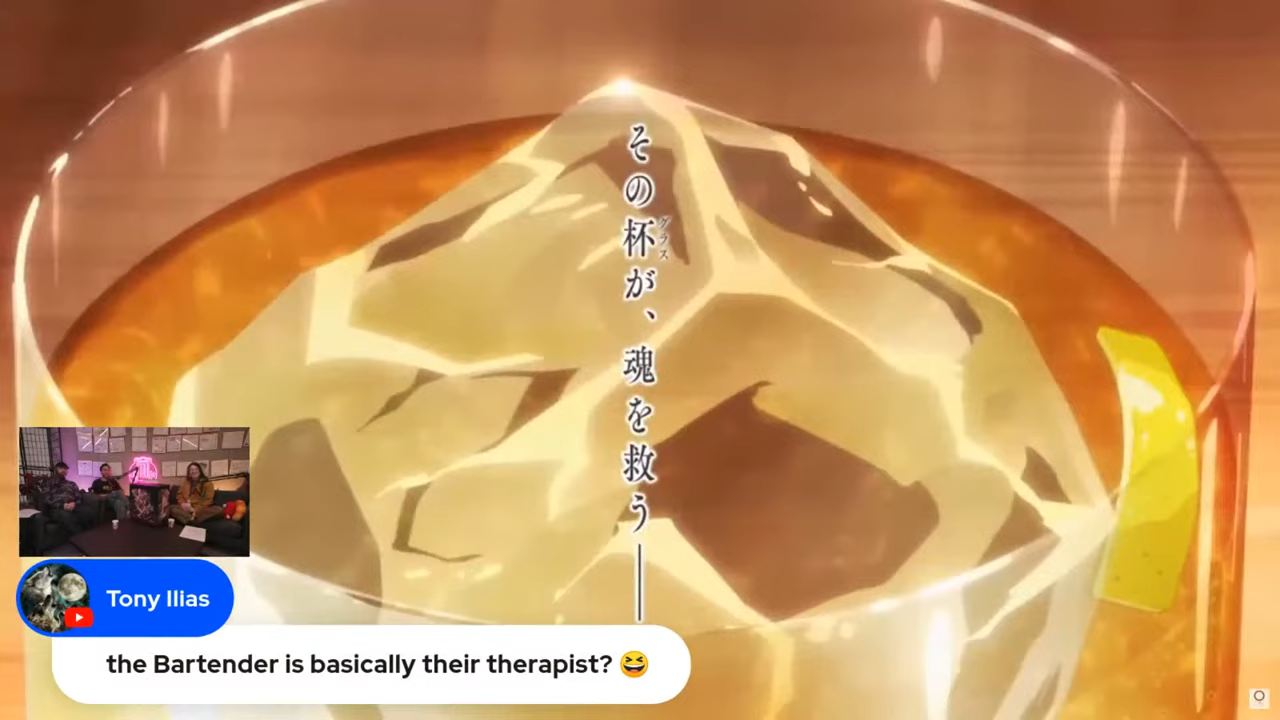 その杯が、魂を救う――
グラス
Tony Ilias
the Bartender is basically their therapist? 😆